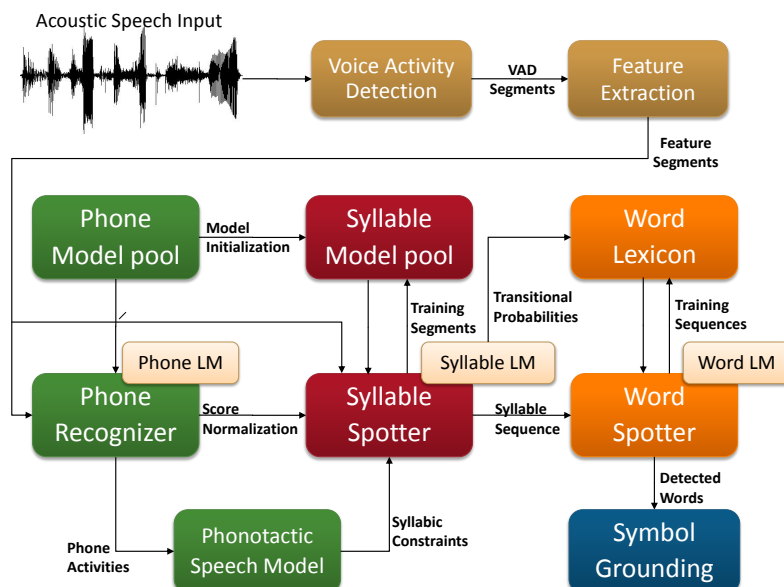 Acoustic Speech Input
Voice Activity
Detection
VAD
Segments
Feature
Extraction
Feature
Segments
Phone
Model pool
Model
Initialization
Syllable
Model pool
Word
Lexicon
Training
Segments
Transitional
Probabilities
Training
Sequences
Phone LM
Syllable LM
Word LM
Phone
Recognizer
Score
Normalization
Syllable
Spotter
Syllable
Sequence
Word
Spotter
Detected
Words
Phone
Activities
Phonotactic
Speech Model
Syllabic
Constraints
Symbol
Grounding